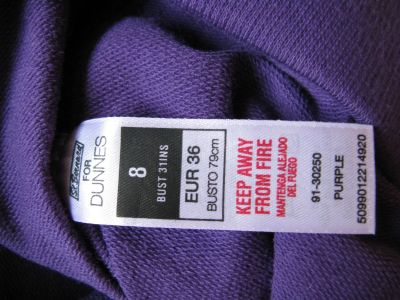 FOR
DUNNES
8
BUST 31INS
EUR 36
BUSTO 79cm
KEEP AWAY
FROM FIRE
MANTENGA ALEJADO
DEL FUEGO
91-30250
PURPLE
5099012214920